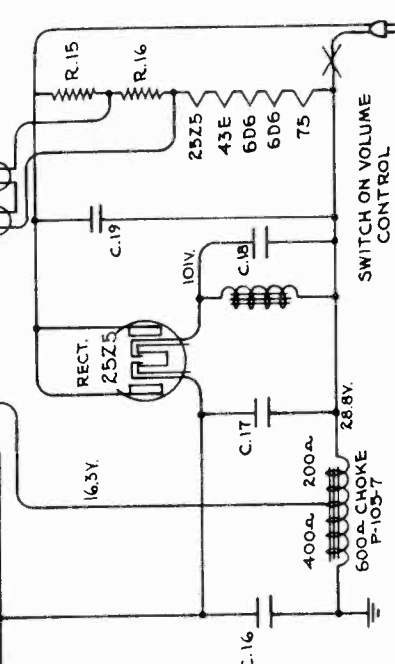 R.15
R.16
25Z5
43E
6D6
6D6
75
SWITCH ON VOLUME
CONTROL
C.19
101V.
C.18
RECT.
25Z5
C.17
28.8V.
16.3V.
400Ω 200Ω
600Ω CHOKE
P-103-7
C.16